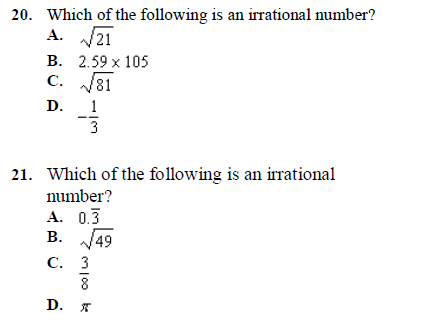 20. Which of the following is an irrational number?
A. √21
B. 2.59 x 105
C. √81
D. -1/3
21. Which of the following is an irrational
number?
A. 0.3̅
B. √49
C. 3/8
D. π